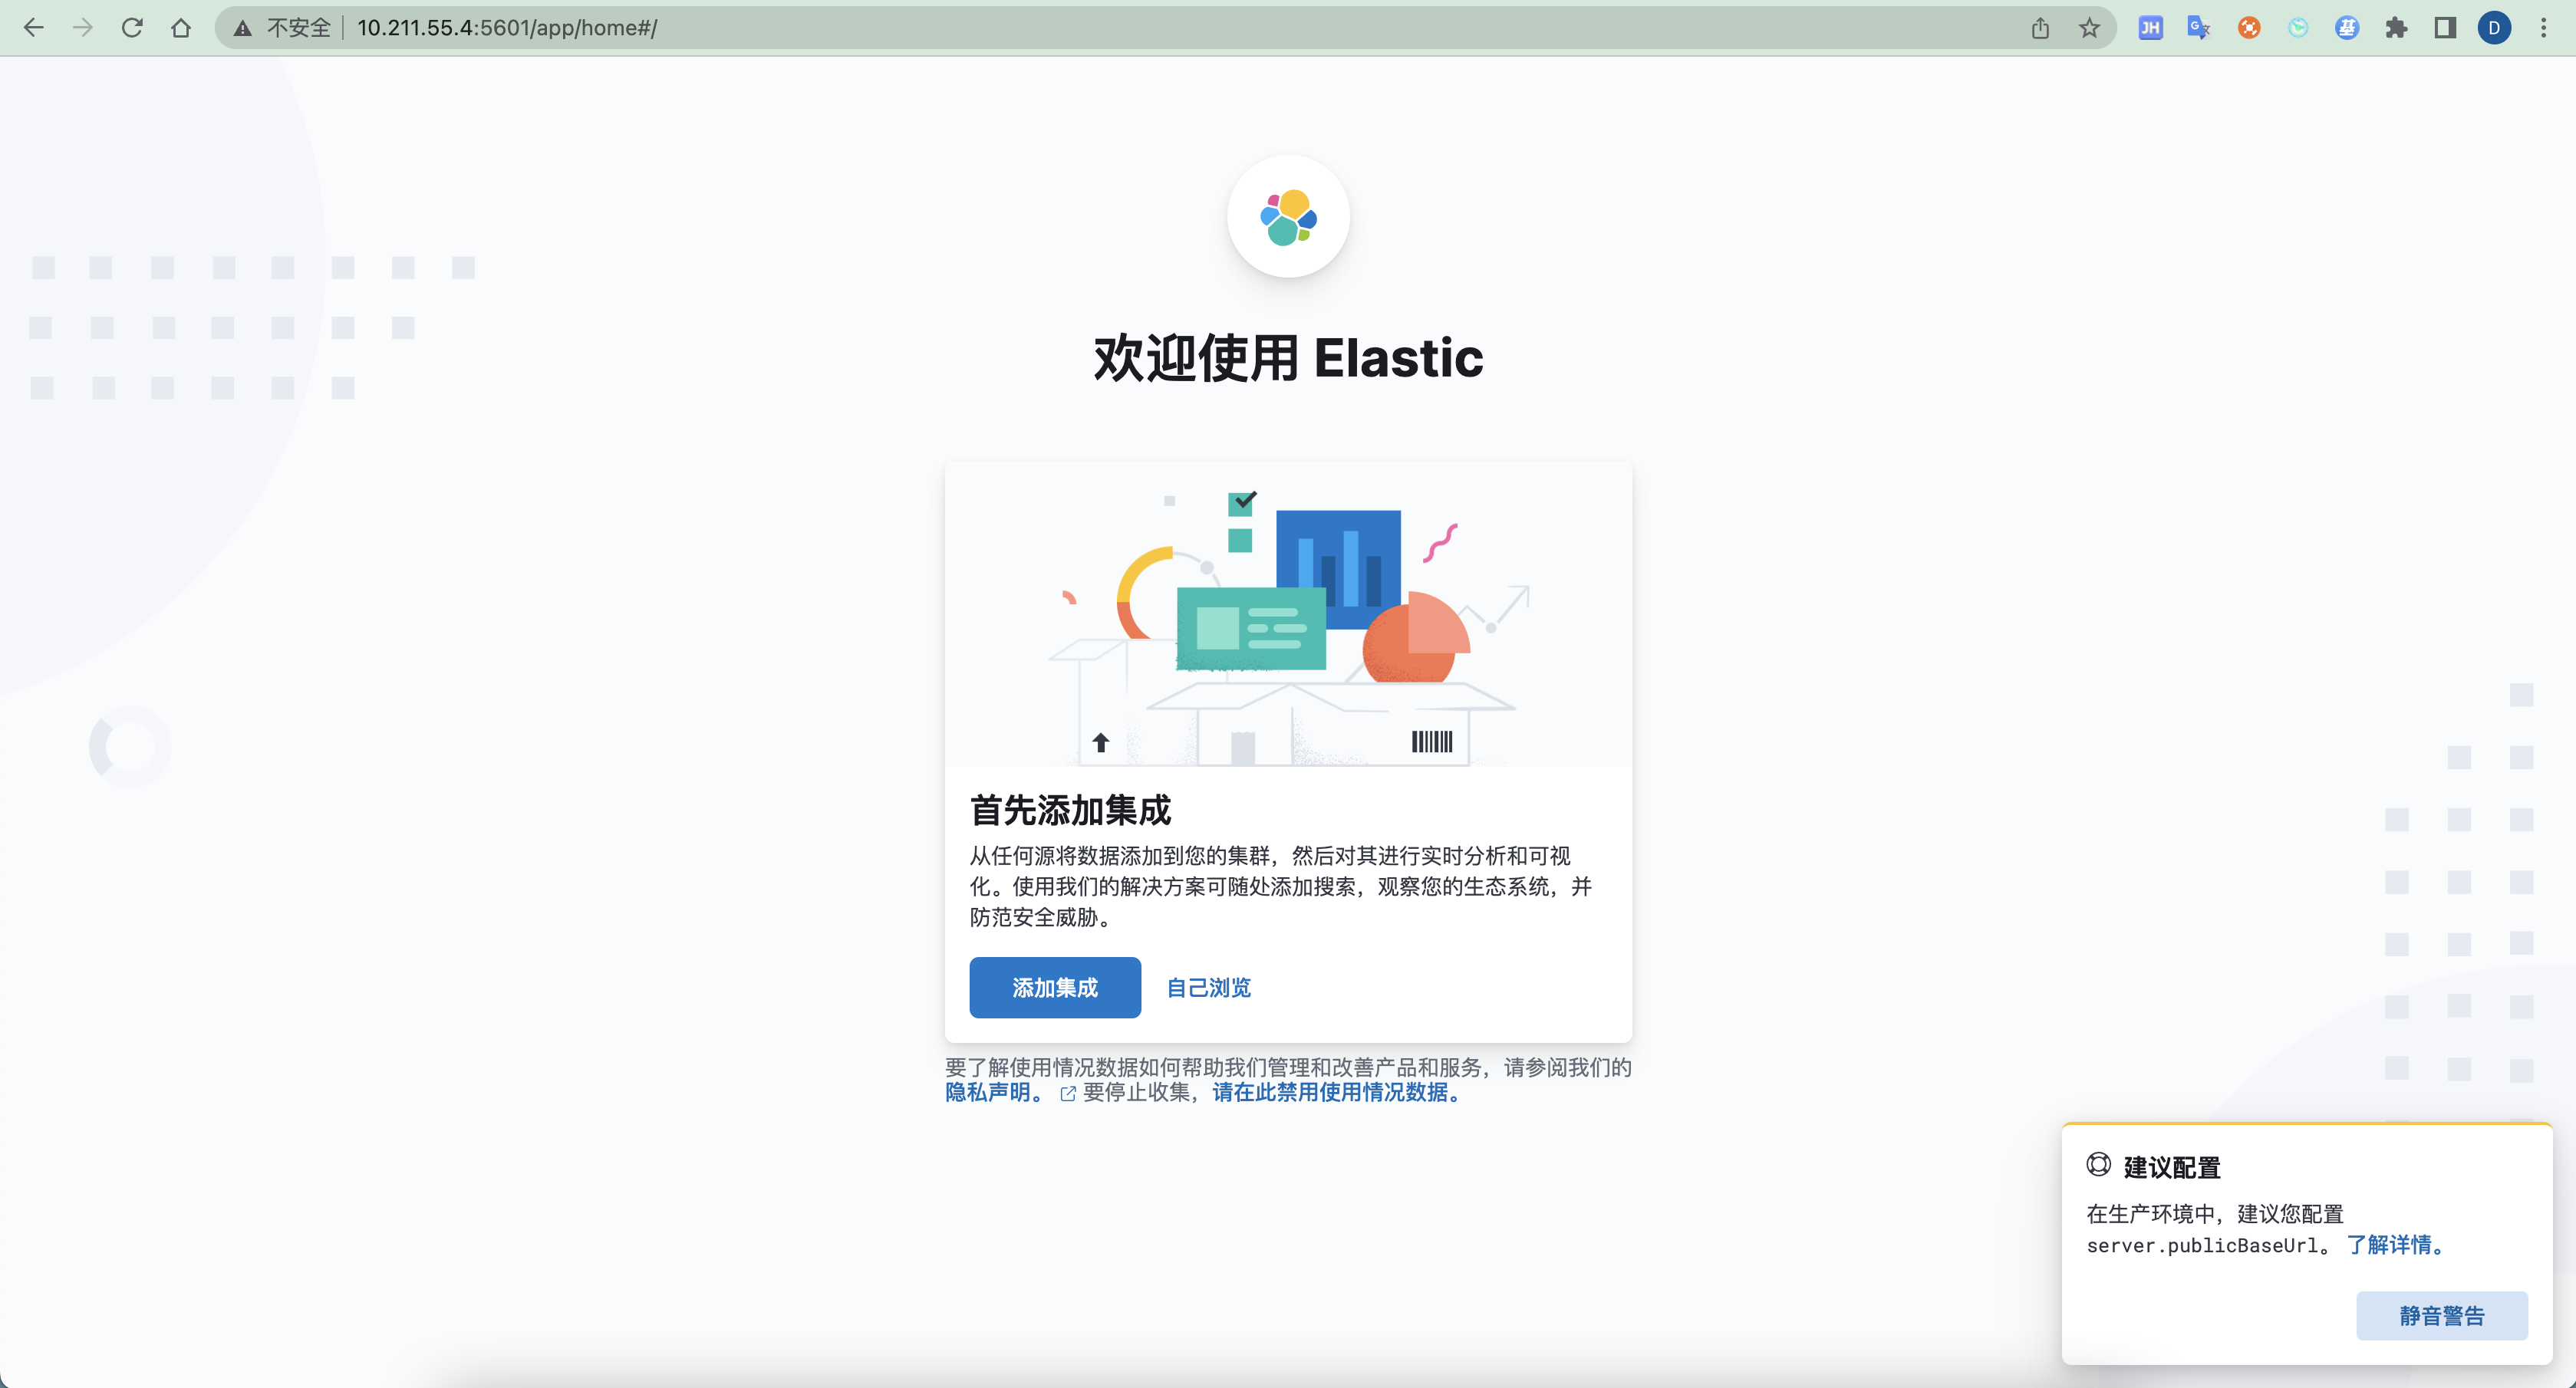 不安全 10.211.55.4:5601/app/home#/
JH
G
基
D
欢迎使用 Elastic
首先添加集成
从任何源将数据添加到您的集群，然后对其进行实时分析和可视
化。使用我们的解决方案可随处添加搜索，观察您的生态系统，并
防范安全威胁。
添加集成 自己浏览
要了解使用情况数据如何帮助我们管理和改善产品和服务，请参阅我们的
隐私声明。 要停止收集，请在此禁用使用情况数据。
建议配置
在生产环境中，建议您配置
server.publicBaseUrl。 了解详情。
静音警告